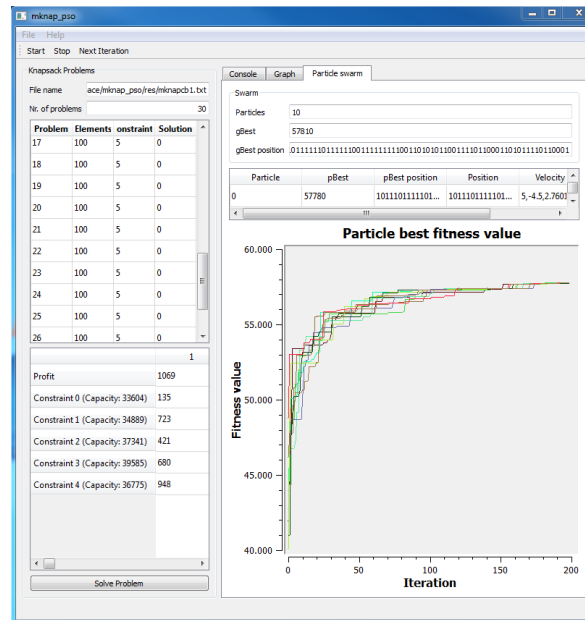 mknap_pso
File Help
Start Stop Next Iteration
Knapsack Problems
File name ace/mknap_pso/res/mknapcb1.txt
Nr. of problems 30
Problem Elements onstraint Solution
17 100 5 0
18 100 5 0
19 100 5 0
20 100 5 0
21 100 5 0
22 100 5 0
23 100 5 0
24 100 5 0
25 100 5 0
26 100 5 0
1
Profit 1069
Constraint 0 (Capacity: 33604) 135
Constraint 1 (Capacity: 34889) 723
Constraint 2 (Capacity: 37341) 421
Constraint 3 (Capacity: 39585) 680
Constraint 4 (Capacity: 36775) 948
Solve Problem
Console Graph Particle swarm
Swarm
Particles 10
gBest 57810
gBest position
Particle pBest pBest position Position Velocity
0 57780 1011101111101... 1011101111101... 5,-4.5,2.7601
Particle best fitness value
Fitness value
60.000
55.000
50.000
45.000
40.000
0 50 100 150 200
Iteration